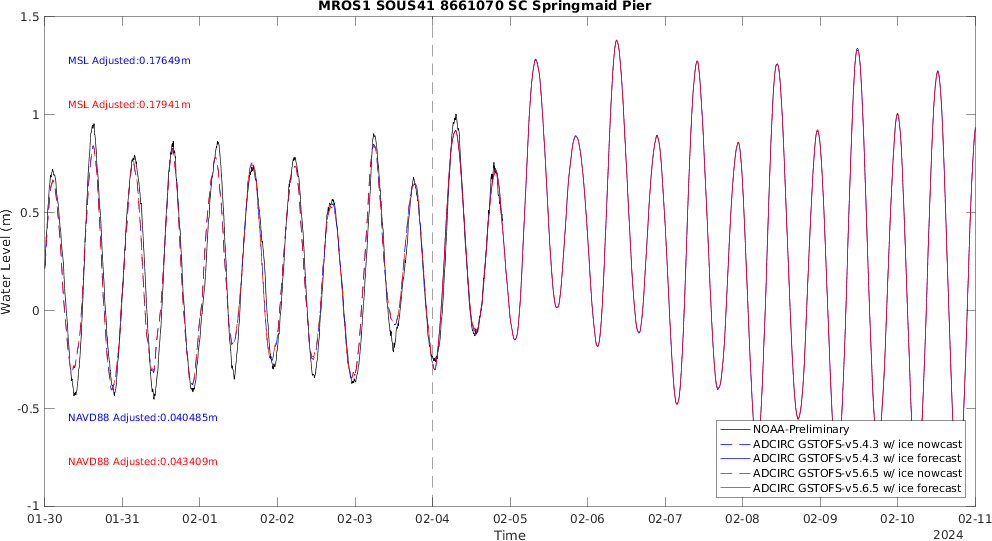 MROS1 SOUS41 8661070 SC Springmaid Pier
1.5
1
0.5
0
-0.5
-1
Water Level (m)
MSL Adjusted:0.17649m
MSL Adjusted:0.17941m
NAVD88 Adjusted:0.040485m
NAVD88 Adjusted:0.043409m
NOAA-Preliminary
ADCIRC GSTOFS-v5.4.3 w/ ice nowcast
ADCIRC GSTOFS-v5.4.3 w/ ice forecast
ADCIRC GSTOFS-v5.6.5 w/ ice nowcast
ADCIRC GSTOFS-v5.6.5 w/ ice forecast
01-30 01-31 02-01 02-02 02-03 02-04 02-05 02-06 02-07 02-08 02-09 02-10 02-11
Time
2024